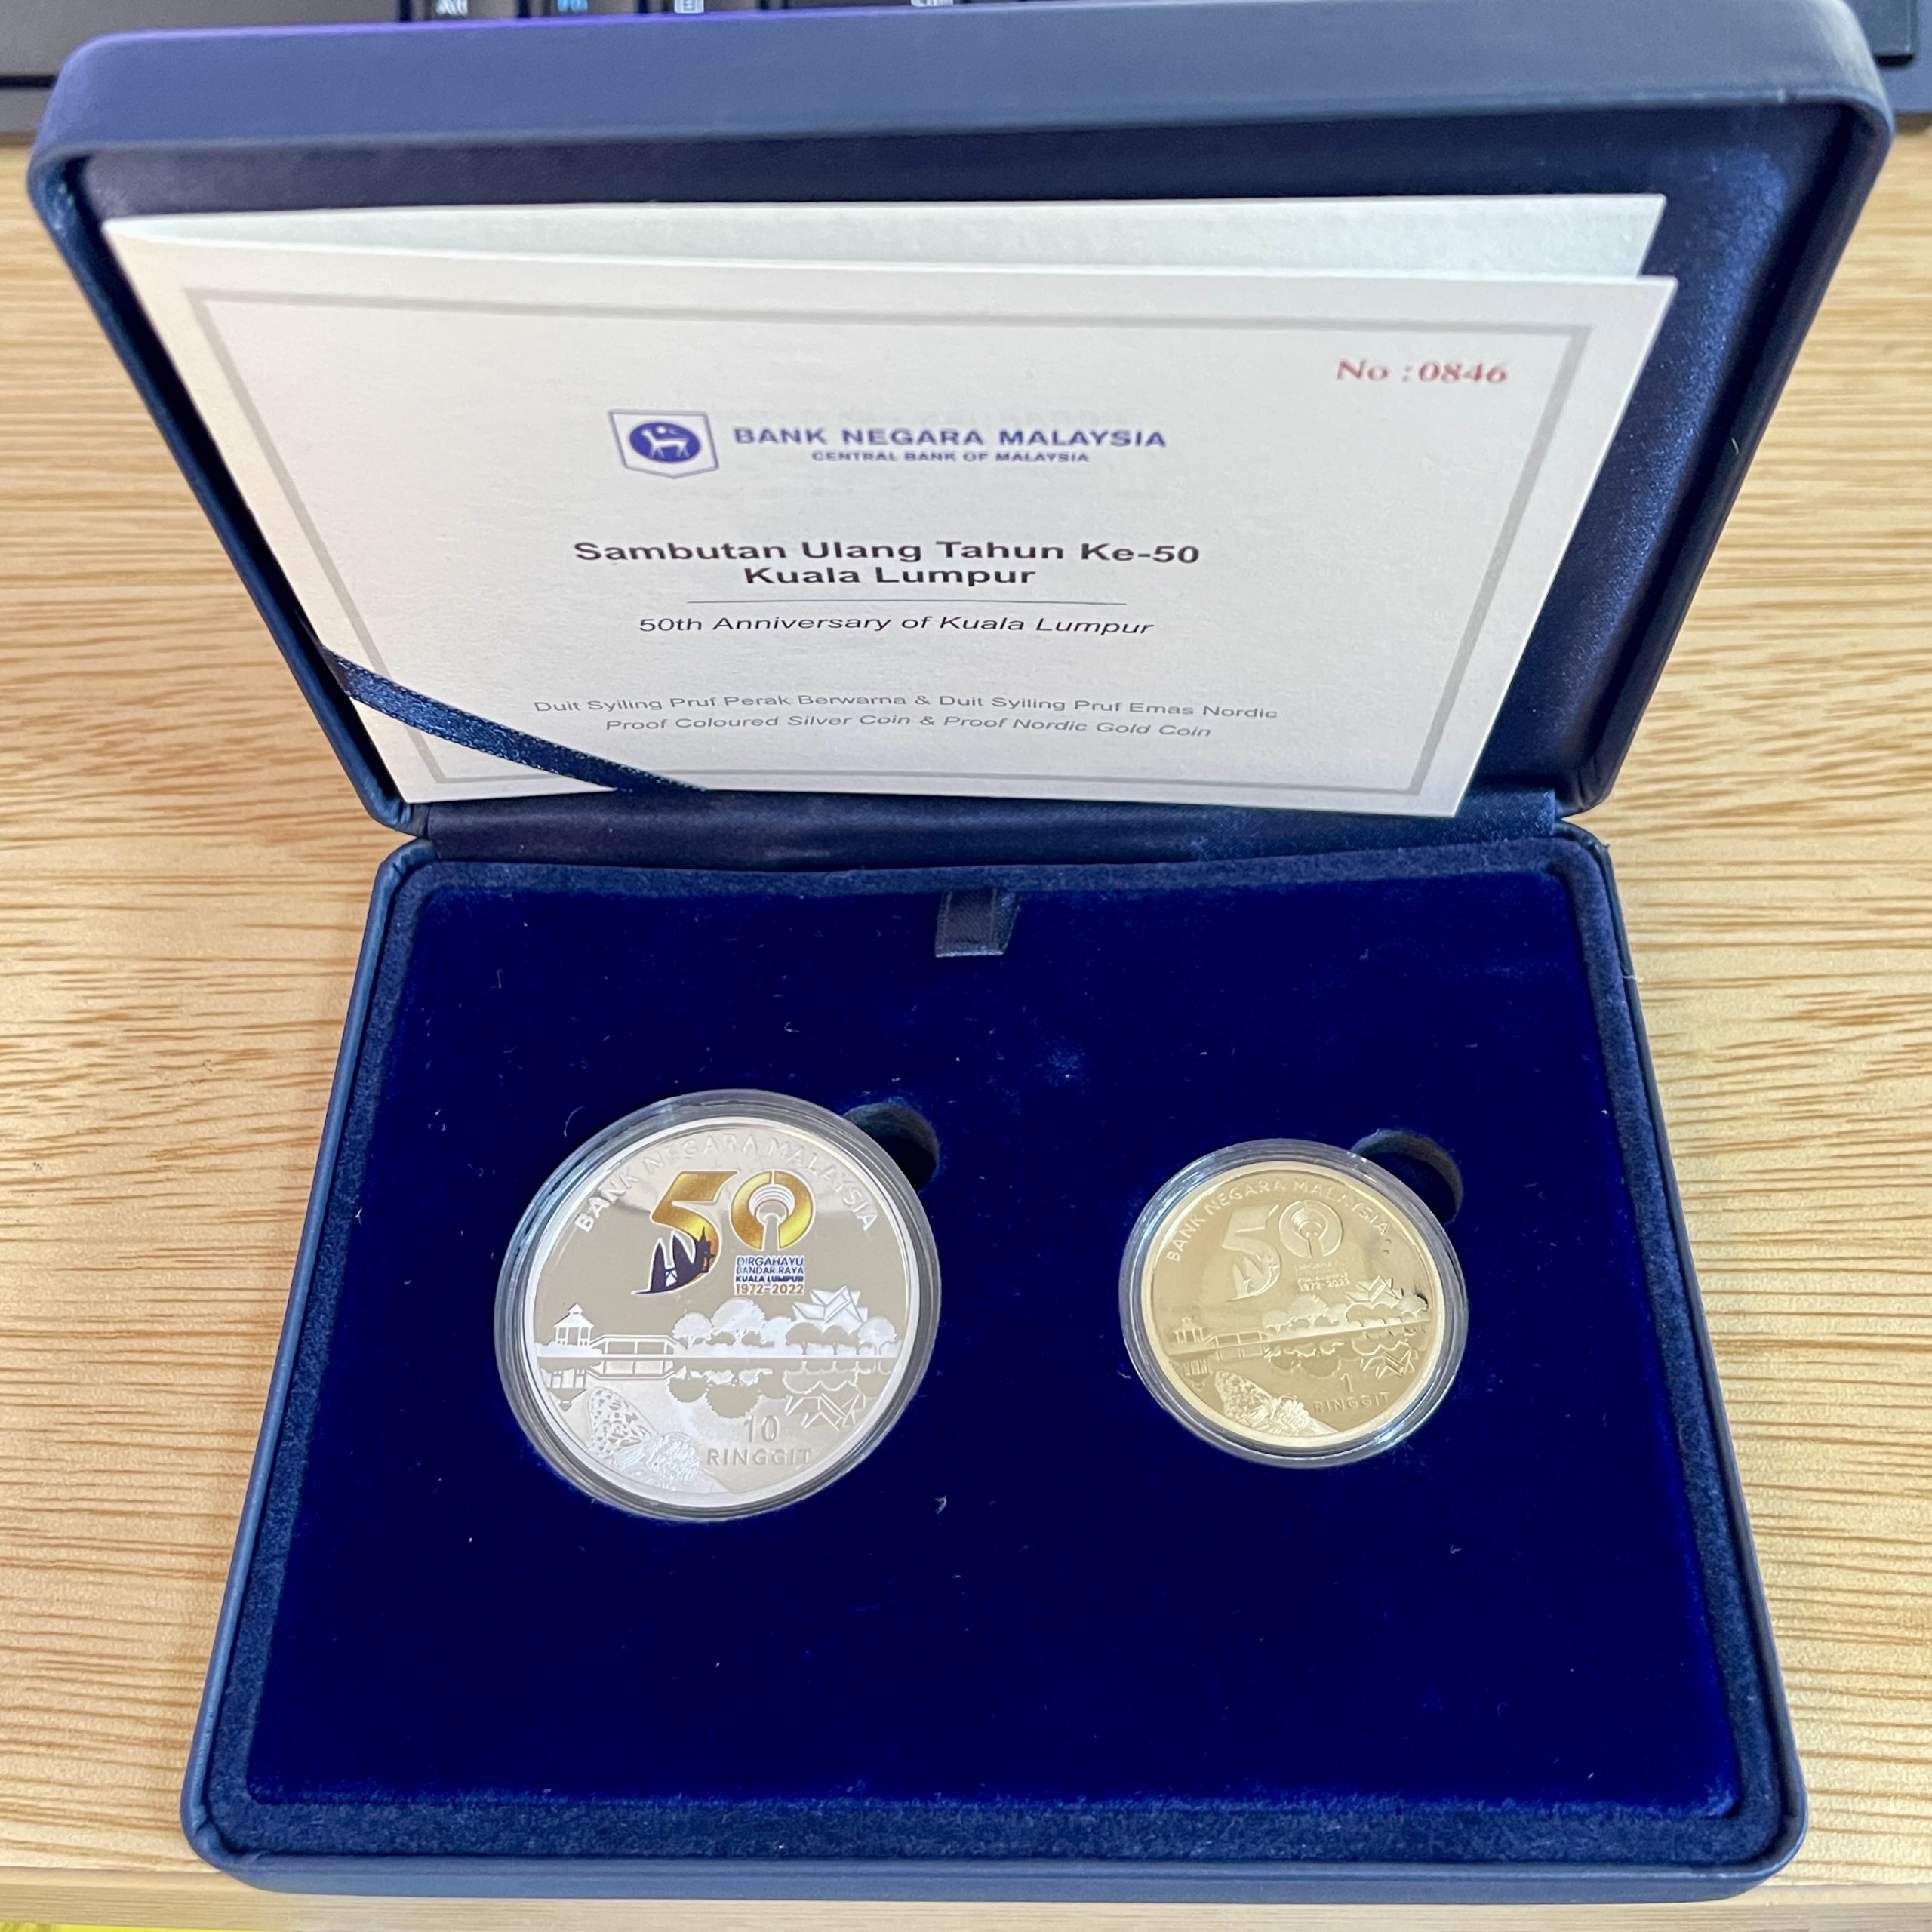 No : 0846
BANK NEGARA MALAYSIA
CENTRAL BANK OF MALAYSIA
Sambutan Ulang Tahun Ke-50
Kuala Lumpur
50th Anniversary of Kuala Lumpur
Duit Syiling Pruf Perak Berwarna & Duit Syiling Pruf Emas Nordic
Proof Coloured Silver Coin & Proof Nordic Gold Coin
BANK NEGARA MALAYSIA
50
DIRGAHAYU
BANDAR RAYA
KUALA LUMPUR
1972-2022
10
RINGGIT
BANK NEGARA MALAYSIA
50
1972-2022
1
RINGGIT